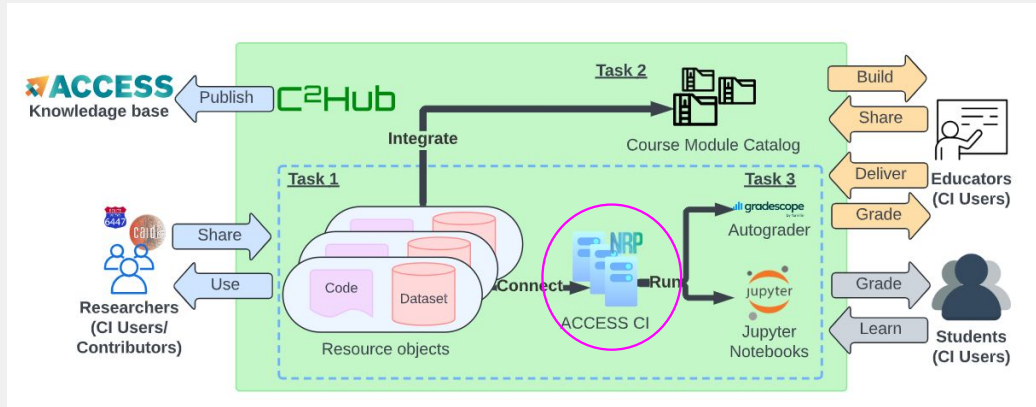 ACCESS
Knowledge base
Publish
C²Hub
Integrate
Task 2
Course Module Catalog
Build
Share
Deliver
Grade
Educators
(CI Users)
Task 1
Task 3
6447
caida
Share
Use
Researchers
(CI Users/
Contributors)
Code
Dataset
Resource objects
Connect
NRP
ACCESS CI
Run
gradescope
Autograder
jupyter
Jupyter
Notebooks
Grade
Learn
Students
(CI Users)